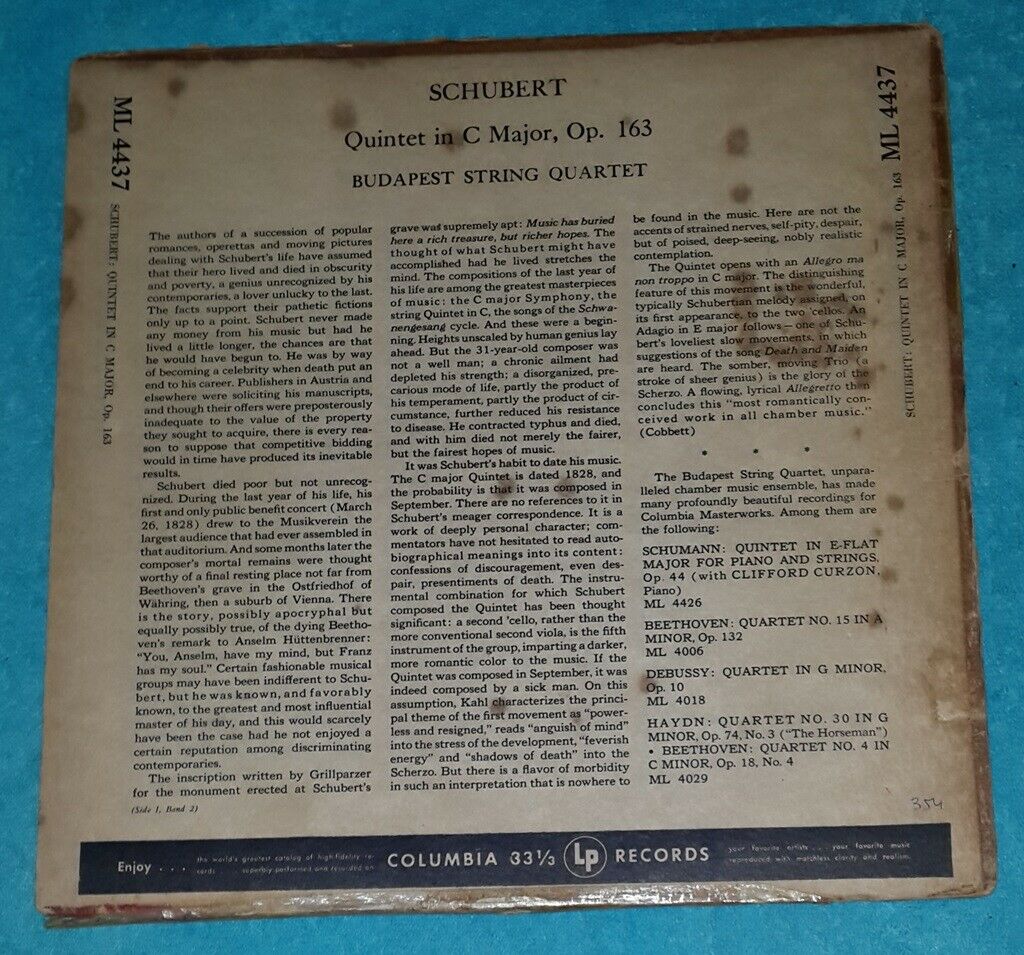 SCHUBERT
Quintet in C Major, Op. 163
BUDAPEST STRING QUARTET
ML 4437
SCHUBERT: QUINTET IN C MAJOR, Op. 163
The authors of a succession of popular
romances, operettas and moving pictures
dealing with Schubert's life have assumed
that their hero lived and died in obscurity
and poverty, a genius unrecognized by his
contemporaries, a lover unlucky to the last.
The facts support their pathetic fictions
only up to a point. Schubert never made
any money from his music but had he
lived a little longer, the chances are that
he would have begun to. He was by way
of becoming a celebrity when death put an
end to his career. Publishers in Austria and
elsewhere were soliciting his manuscripts,
and though their offers were preposterously
inadequate to the value of the property
they sought to acquire, there is every rea-
son to suppose that competitive bidding
would in time have produced its inevitable
results.
Schubert died poor but not unrecog-
nized. During the last year of his life, his
first and only public benefit concert (March
26, 1828) drew to the Musikverein the
largest audience that had ever assembled in
that auditorium. And some months later the
composer's mortal remains were thought
worthy of a final resting place not far from
Beethoven's grave in the Ostfriedhof of
Währing, then a suburb of Vienna. There
is the story, possibly apocryphal but
equally possibly true, of the dying Beetho-
ven's remark to Anselm Hüttenbrenner:
"You, Anselm, have my mind, but Franz
has my soul." Certain fashionable musical
groups may have been indifferent to Schu-
bert, but he was known, and favorably
known, to the greatest and most influential
master of his day, and this would scarcely
have been the case had he not enjoyed a
certain reputation among discriminating
contemporaries.
The inscription written by Grillparzer
for the monument erected at Schubert's
(Side 1, Band 2)
grave was supremely apt: Music has buried
here a rich treasure, but richer hopes. The
thought of what Schubert might have
accomplished had he lived stretches the
mind. The compositions of the last year of
his life are among the greatest masterpieces
of music: the C major Symphony, the
string Quintet in C, the songs of the Schwa-
nengesang cycle. And these were a begin-
ning. Heights unscaled by human genius lay
ahead. But the 31-year-old composer was
not a well man; a chronic ailment had
depleted his strength; a disorganized, pre-
carious mode of life, partly the product of
his temperament, partly the product of cir-
cumstance, further reduced his resistance
to disease. He contracted typhus and died,
and with him died not merely the fairer,
but the fairest hopes of music.
It was Schubert's habit to date his music.
The C major Quintet is dated 1828, and
the probability is that it was composed in
September. There are no references to it in
Schubert's meager correspondence. It is a
work of deeply personal character; com-
mentators have not hesitated to read auto-
biographical meanings into its content:
confessions of discouragement, even des-
pair, presentiments of death. The instru-
mental combination for which Schubert
composed the Quintet has been thought
significant: a second 'cello, rather than the
more conventional second viola, is the fifth
instrument of the group, imparting a darker,
more romantic color to the music. If the
Quintet was composed in September, it was
indeed composed by a sick man. On this
assumption, Kahl characterizes the princi-
pal theme of the first movement as "power-
less and resigned," reads "anguish of mind"
into the stress of the development, "feverish
energy" and "shadows of death" into the
Scherzo. But there is a flavor of morbidity
in such an interpretation that is nowhere to
be found in the music. Here are not the
accents of strained nerves, self-pity, despair,
but of poised, deep-seeing, nobly realistic
contemplation.
The Quintet opens with an Allegro ma
non troppo in C major. The distinguishing
feature of this movement is the wonderful,
typically Schubertian melody assigned, on
its first appearance, to the two 'cellos. An
Adagio in E major follows – one of Schu-
bert's loveliest slow movements, in which
suggestions of the song Death and Maiden
are heard. The somber, moving Trio (a
stroke of sheer genius) is the glory of the
Scherzo. A flowing, lyrical Allegretto then
concludes this "most romantically con-
ceived work in all chamber music."
(Cobbett)
• • •
The Budapest String Quartet, unpara-
lleled chamber music ensemble, has made
many profoundly beautiful recordings for
Columbia Masterworks. Among them are
the following:
SCHUMANN: QUINTET IN E-FLAT
MAJOR FOR PIANO AND STRINGS,
Op. 44 (with CLIFFORD CURZON,
Piano)
ML 4426
BEETHOVEN: QUARTET NO. 15 IN A
MINOR, Op. 132
ML 4006
DEBUSSY: QUARTET IN G MINOR,
Op. 10
ML 4018
HAYDN: QUARTET NO. 30 IN G
MINOR, Op. 74, No. 3 ("The Horseman")
• BEETHOVEN: QUARTET NO. 4 IN
C MINOR, Op. 18, No. 4
ML 4029
ML 4437
SCHUBERT: QUINTET IN C MAJOR, Op. 163
354
Enjoy . . . the world's greatest catalog of high-fidelity re-
cords superbly performed and recorded on
COLUMBIA 33⅓ Lp RECORDS
your favorite artists . . . your favorite music
reproduced with matchless clarity and realism.